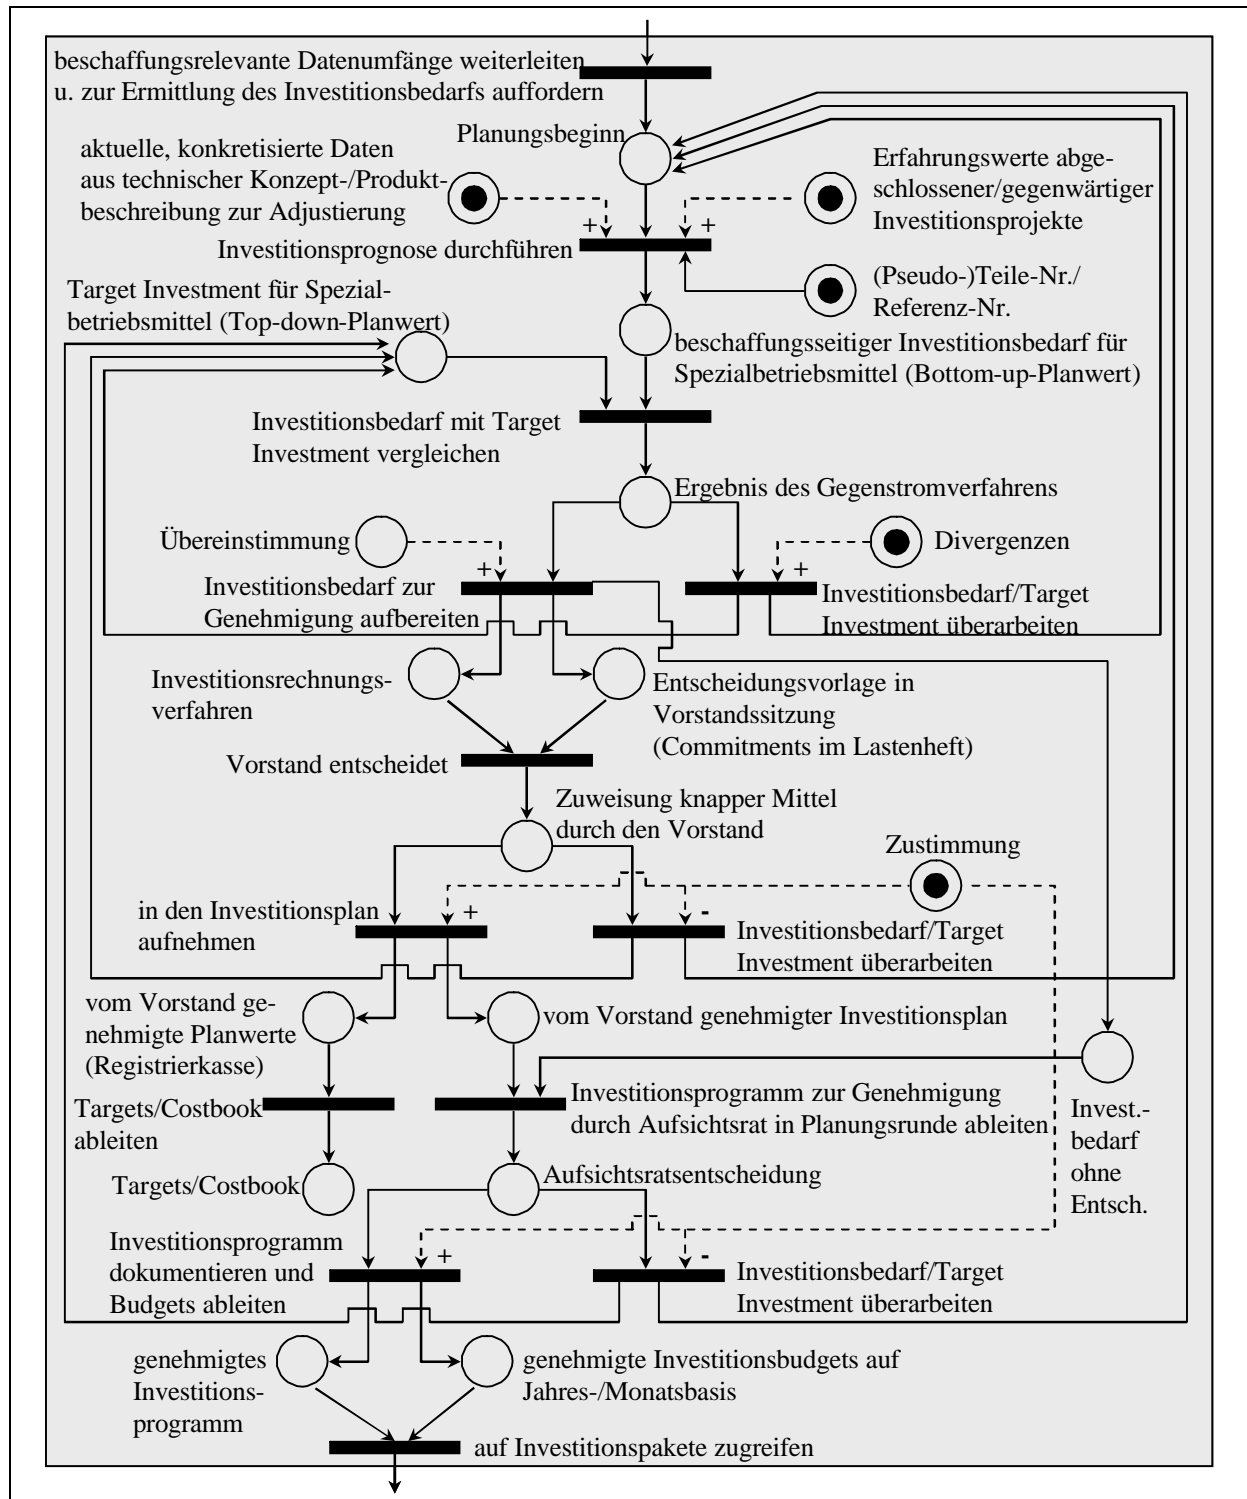 beschaffungsrelevante Datenumfänge weiterleiten
u. zur Ermittlung des Investitionsbedarfs auffordern
Planungsbeginn
aktuelle, konkretisierte Daten
aus technischer Konzept-/Produkt-
beschreibung zur Adjustierung
Erfahrungswerte abge-
schlossener/gegenwärtiger
Investitionsprojekte
+
+
Investitionsprognose durchführen
(Pseudo-)Teile-Nr./
Referenz-Nr.
Target Investment für Spezial-
betriebsmittel (Top-down-Planwert)
beschaffungsseitiger Investitionsbedarf für
Spezialbetriebsmittel (Bottom-up-Planwert)
Investitionsbedarf mit Target
Investment vergleichen
Ergebnis des Gegenstromverfahrens
Übereinstimmung
Divergenzen
+
+
Investitionsbedarf zur
Genehmigung aufbereiten
Investitionsbedarf/Target
Investment überarbeiten
Investitionsrechnungs-
verfahren
Entscheidungsvorlage in
Vorstandssitzung
(Commitments im Lastenheft)
Vorstand entscheidet
Zuweisung knapper Mittel
durch den Vorstand
Zustimmung
in den Investitionsplan
aufnehmen
+
-
Investitionsbedarf/Target
Investment überarbeiten
vom Vorstand ge-
nehmigte Planwerte
(Registrierkasse)
vom Vorstand genehmigter Investitionsplan
Targets/Costbook
ableiten
Investitionsprogramm zur Genehmigung
durch Aufsichtsrat in Planungsrunde ableiten
Invest.-
bedarf
ohne
Entsch.
Targets/Costbook
Aufsichtsratsentscheidung
Investitionsprogramm
dokumentieren und
Budgets ableiten
+
-
Investitionsbedarf/Target
Investment überarbeiten
genehmigtes
Investitions-
programm
genehmigte Investitionsbudgets auf
Jahres-/Monatsbasis
auf Investitionspakete zugreifen